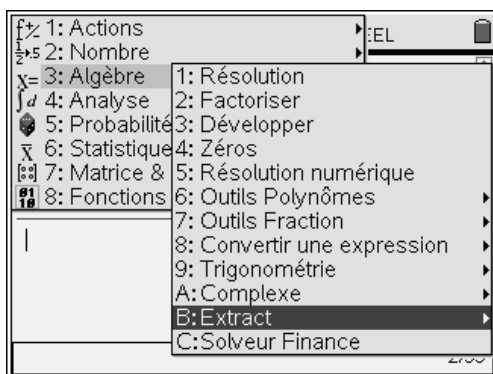 1: Actions
EEL
2: Nombre
3: Algèbre
4: Analyse
5: Probabilité
6: Statistique
7: Matrice &
8: Fonctions
1: Résolution
2: Factoriser
3: Développer
4: Zéros
5: Résolution numérique
6: Outils Polynômes
7: Outils Fraction
8: Convertir une expression
9: Trigonométrie
A: Complexe
B: Extract
C: Solveur Finance